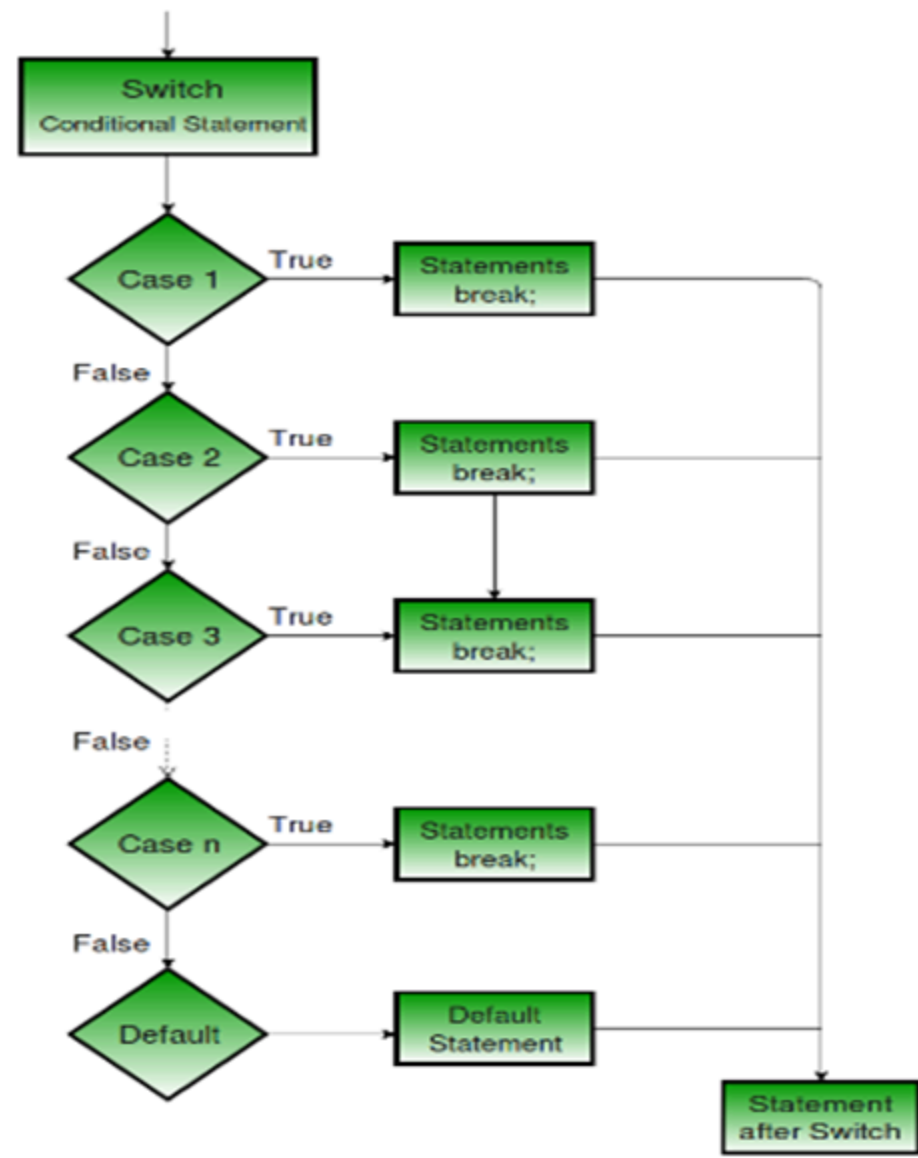 Switch
Conditional Statement
Case 1
True
Statements
break;
False
Case 2
True
Statements
break;
False
Case 3
True
Statements
break;
False
Case n
True
Statements
break;
False
Default
Default
Statement
Statement
after Switch